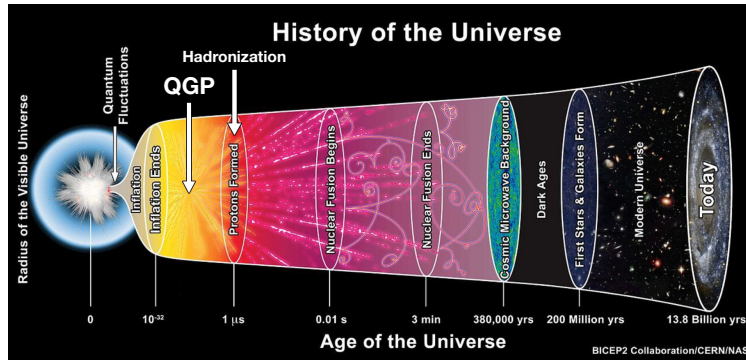 History of the Universe
Hadronization
QGP
Quantum
Fluctuations
Radius of the Visible Universe
Inflation
Inflation Ends
Protons Formed
Nuclear Fusion Begins
Nuclear Fusion Ends
Cosmic Microwave Background
Dark Ages
First Stars & Galaxies Form
Modern Universe
Today
0
10⁻³²
1 μs
0.01 s
3 min
380,000 yrs
200 Million yrs
13.8 Billion yrs
Age of the Universe
BICEP2 Collaboration/CERN/NAS